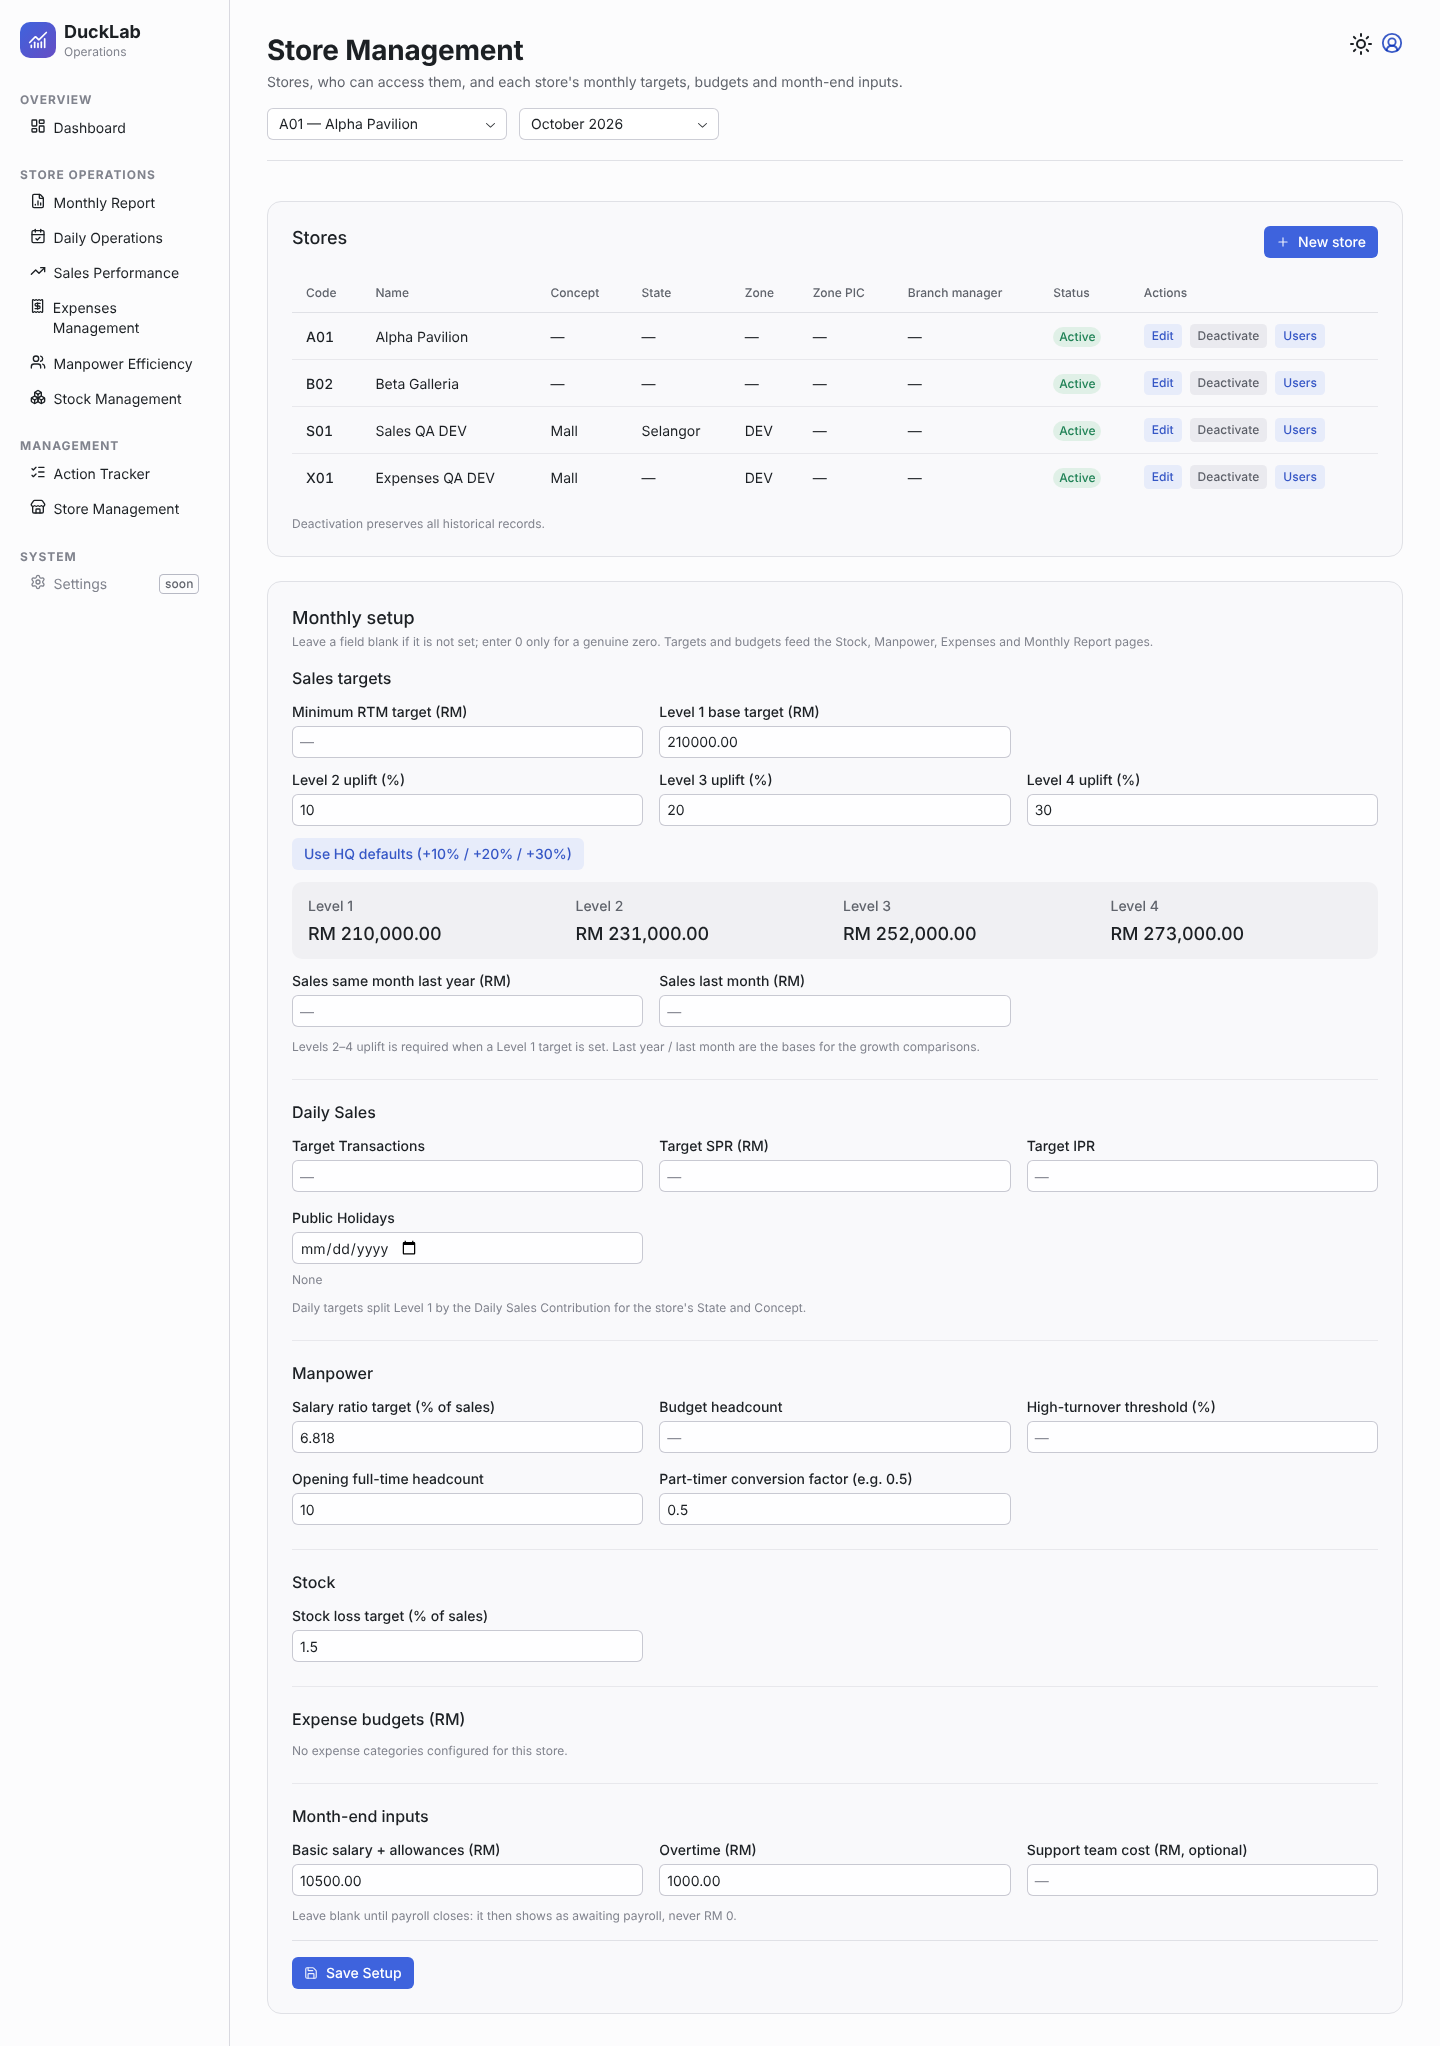 DuckLab
Operations
OVERVIEW
Dashboard
STORE OPERATIONS
Monthly Report
Daily Operations
Sales Performance
Expenses
Management
Manpower Efficiency
Stock Management
MANAGEMENT
Action Tracker
Store Management
SYSTEM
Settings soon
Store Management
Stores, who can access them, and each store's monthly targets, budgets and month-end inputs.
A01 — Alpha Pavilion October 2026
Stores New store
Code Name Concept State Zone Zone PIC Branch manager Status Actions
A01 Alpha Pavilion — — — — — Active Edit Deactivate Users
B02 Beta Galleria — — — — — Active Edit Deactivate Users
S01 Sales QA DEV Mall Selangor DEV — — Active Edit Deactivate Users
X01 Expenses QA DEV Mall — DEV — — Active Edit Deactivate Users
Deactivation preserves all historical records.
Monthly setup
Leave a field blank if it is not set; enter 0 only for a genuine zero. Targets and budgets feed the Stock, Manpower, Expenses and Monthly Report pages.
Sales targets
Minimum RTM target (RM) Level 1 base target (RM)
— 210000.00
Level 2 uplift (%) Level 3 uplift (%) Level 4 uplift (%)
10 20 30
Use HQ defaults (+10% / +20% / +30%)
Level 1 Level 2 Level 3 Level 4
RM 210,000.00 RM 231,000.00 RM 252,000.00 RM 273,000.00
Sales same month last year (RM) Sales last month (RM)
— —
Levels 2–4 uplift is required when a Level 1 target is set. Last year / last month are the bases for the growth comparisons.
Daily Sales
Target Transactions Target SPR (RM) Target IPR
— — —
Public Holidays
mm/dd/yyyy
None
Daily targets split Level 1 by the Daily Sales Contribution for the store's State and Concept.
Manpower
Salary ratio target (% of sales) Budget headcount High-turnover threshold (%)
6.818 — —
Opening full-time headcount Part-timer conversion factor (e.g. 0.5)
10 0.5
Stock
Stock loss target (% of sales)
1.5
Expense budgets (RM)
No expense categories configured for this store.
Month-end inputs
Basic salary + allowances (RM) Overtime (RM) Support team cost (RM, optional)
10500.00 1000.00 —
Leave blank until payroll closes: it then shows as awaiting payroll, never RM 0.
Save Setup